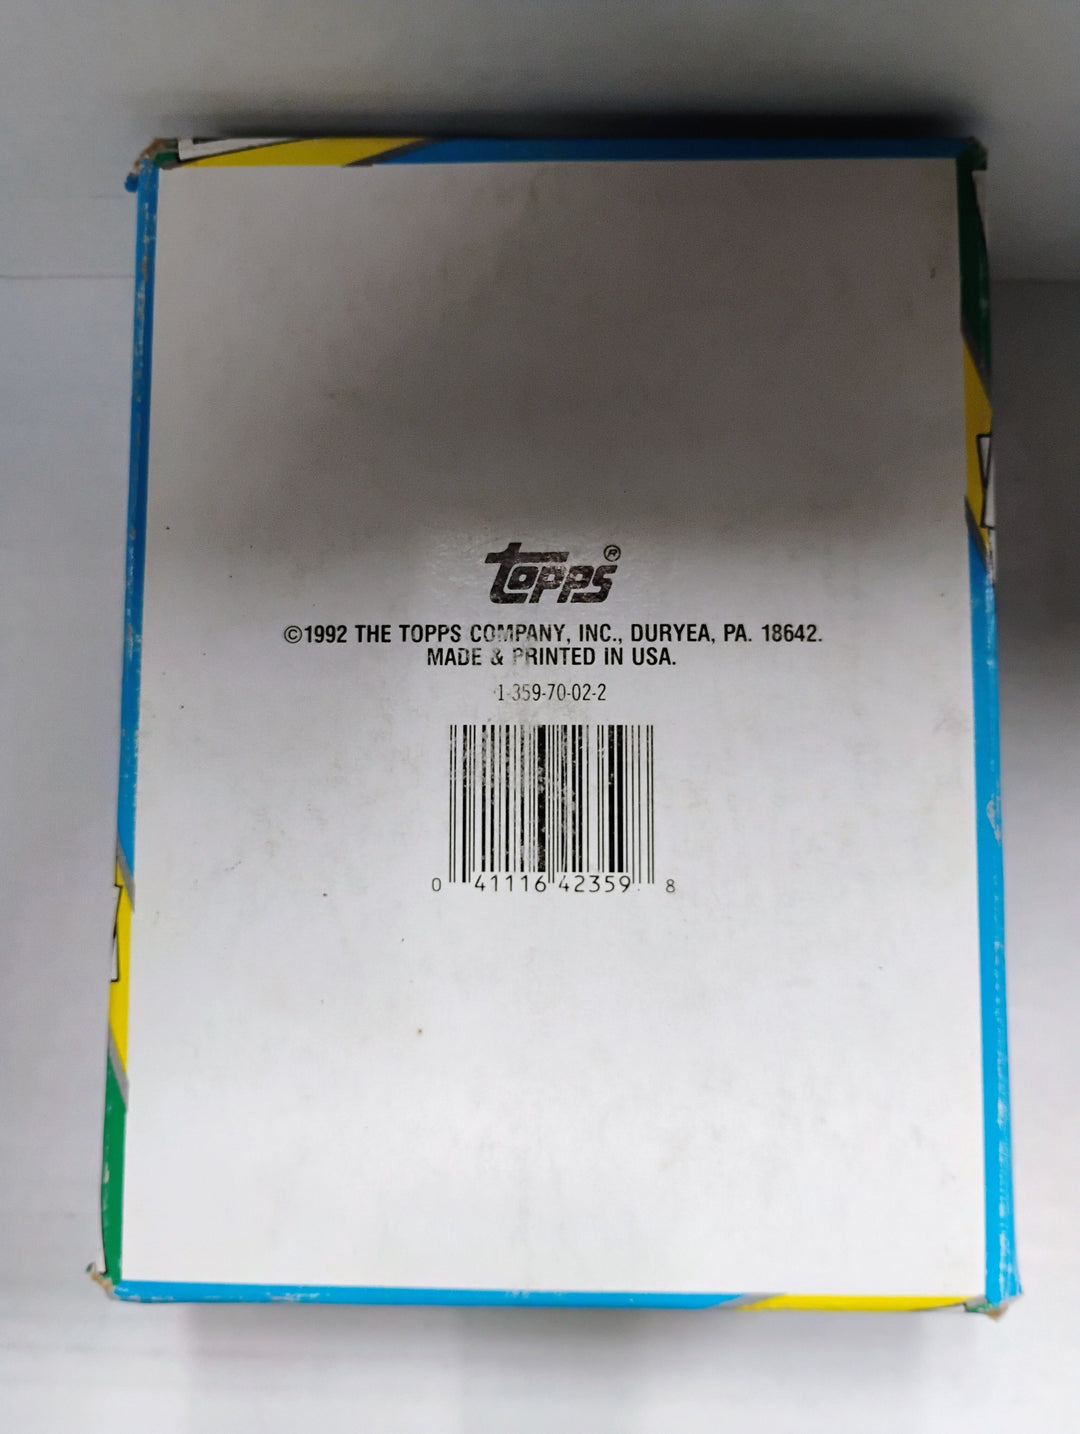 topps®
©1992 THE TOPPS COMPANY, INC., DURYEA, PA. 18642.
MADE & PRINTED IN USA.
1-359-70-02-2
0 41116 42359 8